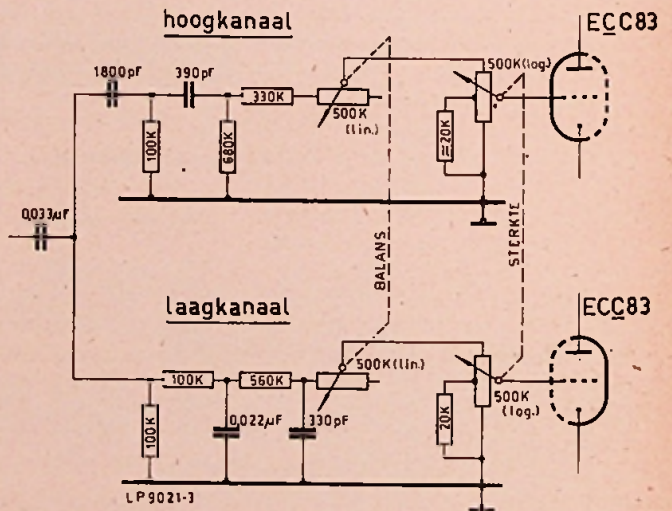 hoogkanaal
ECC83
1800pF
390pF
330K
500K
(lin.)
500K(log.)
100K
680K
≅20K
0,033µF
BALANS
STERKTE
laagkanaal
ECC83
100K
560K
500K(lin.)
500K
(log.)
100K
0,022µF
330pF
20K
LP9021-3